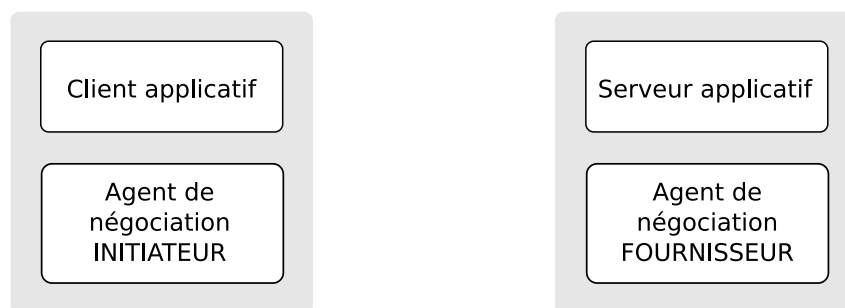 Client applicatif
Serveur applicatif
Agent de
négociation
INITIATEUR
Agent de
négociation
FOURNISSEUR